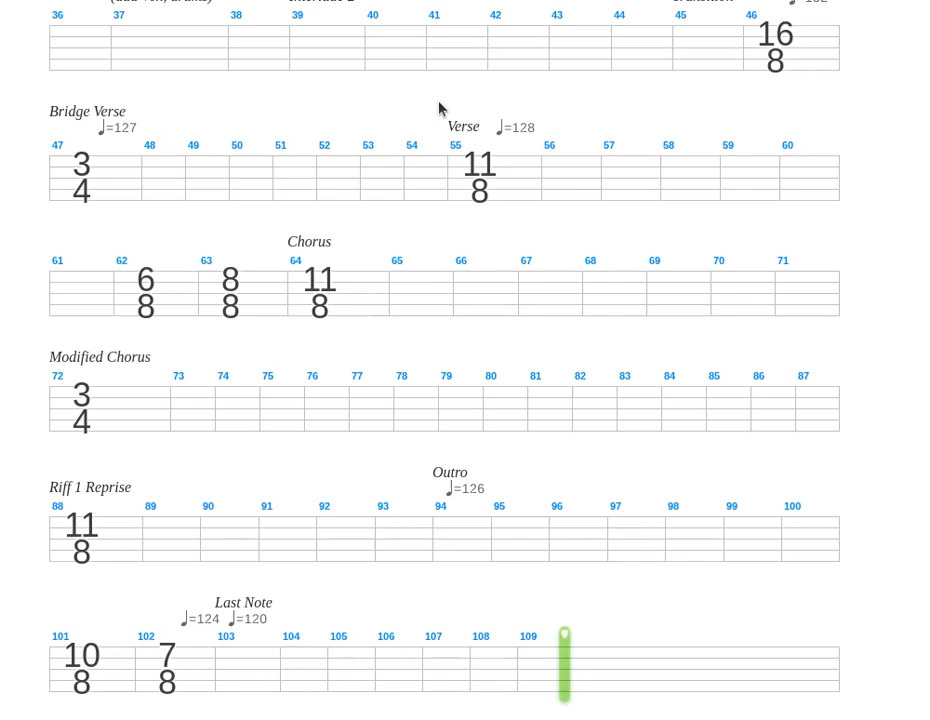 36 37 38 39 40 41 42 43 44 45 46
16
8
Bridge Verse
♩=127 Verse ♩=128
47 48 49 50 51 52 53 54 55 56 57 58 59 60
3 11
4 8
Chorus
61 62 63 64 65 66 67 68 69 70 71
6 8 11
8 8 8
Modified Chorus
72 73 74 75 76 77 78 79 80 81 82 83 84 85 86 87
3
4
Outro
Riff 1 Reprise ♩=126
88 89 90 91 92 93 94 95 96 97 98 99 100
11
8
Last Note
♩=124 ♩=120
101 102 103 104 105 106 107 108 109
10 7
8 8